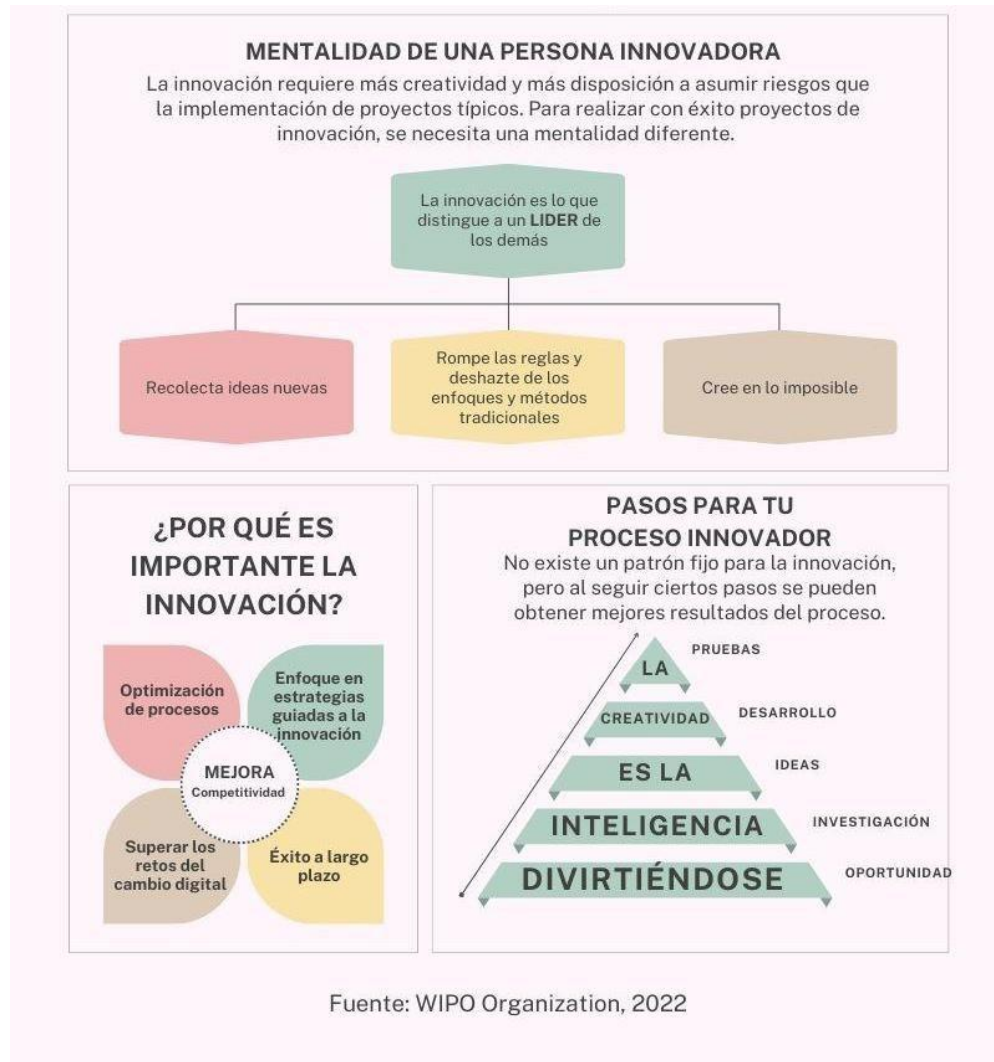 MENTALIDAD DE UNA PERSONA INNOVADORA
La innovación requiere más creatividad y más disposición a asumir riesgos que
la implementación de proyectos típicos. Para realizar con éxito proyectos de
innovación, se necesita una mentalidad diferente.
La innovación es lo que
distingue a un LIDER de
los demás
Recolecta ideas nuevas
Rompe las reglas y
deshazte de los
enfoques y métodos
tradicionales
Cree en lo imposible
¿POR QUÉ ES
IMPORTANTE LA
INNOVACIÓN?
Optimización
de procesos
Enfoque en
estrategias
guiadas a la
innovación
MEJORA
Competitividad
Superar los
retos del
cambio digital
Éxito a largo
plazo
PASOS PARA TU
PROCESO INNOVADOR
No existe un patrón fijo para la innovación,
pero al seguir ciertos pasos se pueden
obtener mejores resultados del proceso.
LA
PRUEBAS
CREATIVIDAD
DESARROLLO
ES LA
IDEAS
INTELIGENCIA
INVESTIGACIÓN
DIVIRTIÉNDOSE
OPORTUNIDAD
Fuente: WIPO Organization, 2022